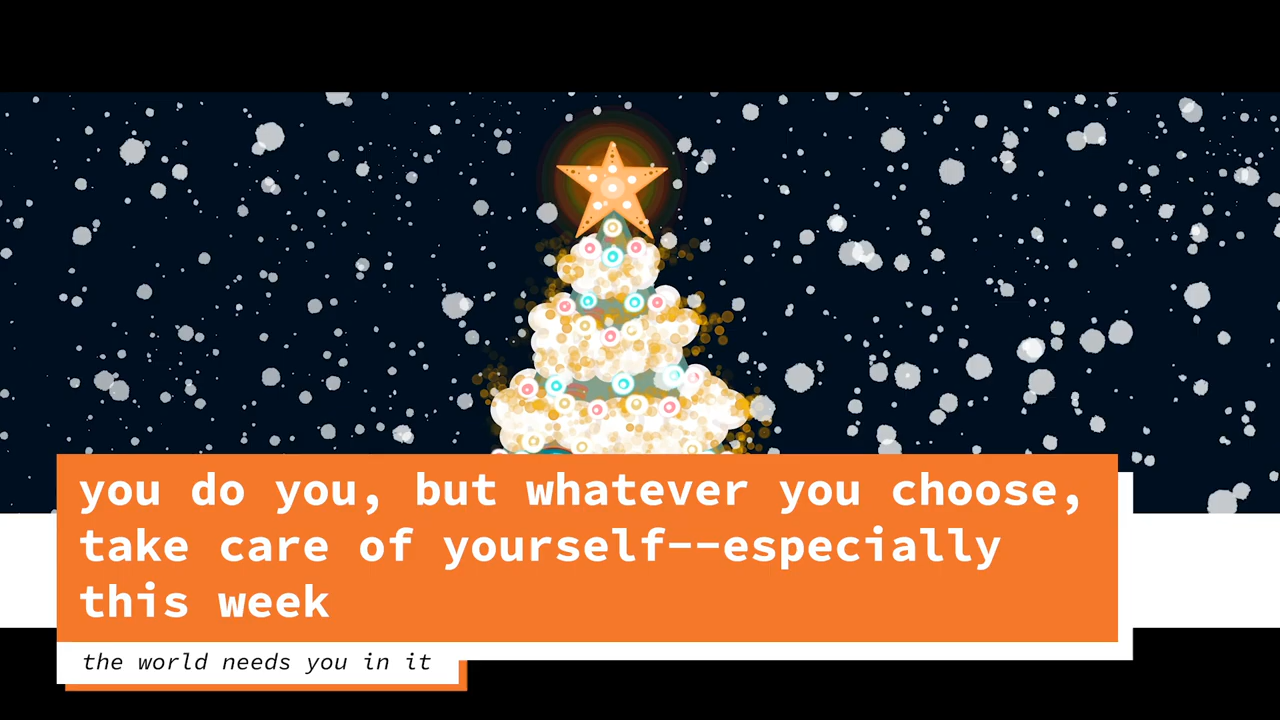 you do you, but whatever you choose,
take care of yourself--especially
this week
the world needs you in it